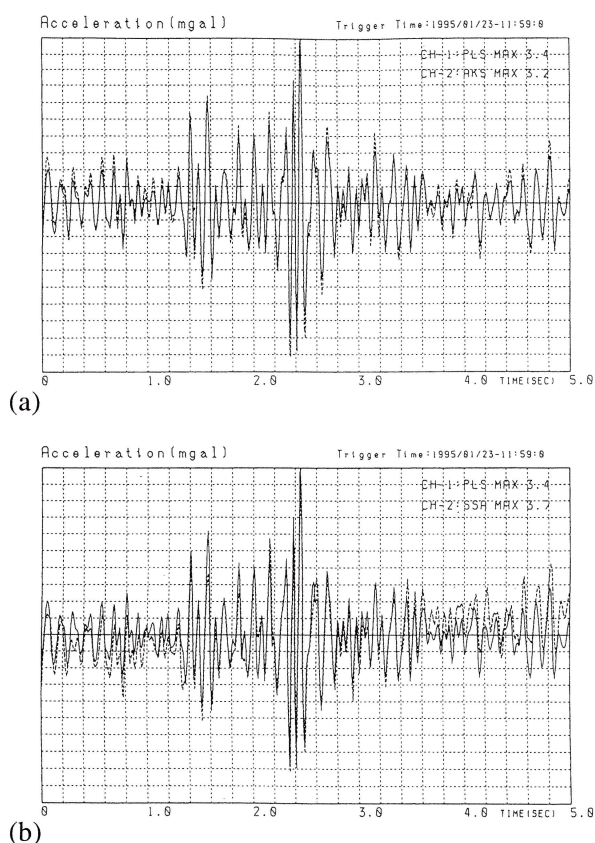 Acceleration(mgal) Trigger Time:1995/01/23-11:59:0
CH-1:PLS MAX 3.4
CH-2:AKS MAX 3.2
0 1.0 2.0 3.0 4.0 TIME(SEC) 5.0
(a)
Acceleration(mgal) Trigger Time:1995/01/23-11:59:0
CH-1:PLS MAX 3.4
CH-2:SSA MAX 3.7
0 1.0 2.0 3.0 4.0 TIME(SEC) 5.0
(b)